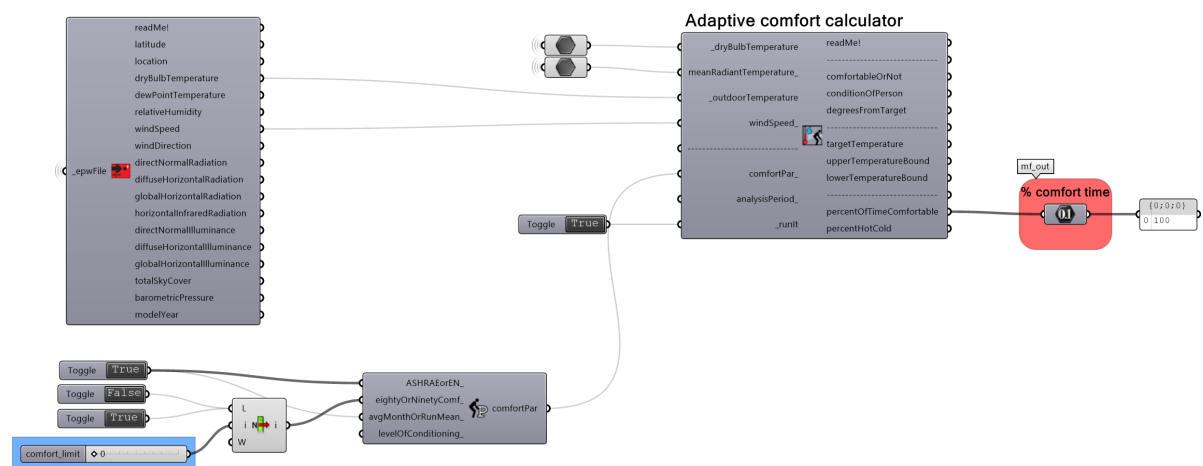 Adaptive comfort calculator
readMe!
latitude
location
dryBulbTemperature
dewPointTemperature
relativeHumidity
windSpeed
windDirection
directNormalRadiation
diffuseHorizontalRadiation
globalHorizontalRadiation
horizontalInfraredRadiation
directNormalIlluminance
diffuseHorizontalIlluminance
globalHorizontalIlluminance
totalSkyCover
barometricPressure
modelYear
_epwFile
_dryBulbTemperature
meanRadiantTemperature_
_outdoorTemperature
windSpeed_
comfortPar_
analysisPeriod_
_runIt
readMe!
comfortableOrNot
conditionOfPerson
degreesFromTarget
targetTemperature
upperTemperatureBound
lowerTemperatureBound
percentOfTimeComfortable
percentHotCold
Toggle True
mf_out
% comfort time
0.1
{0;0;0}
0 100
Toggle True
Toggle False
Toggle True
comfort_limit 0
L
i N i
W
ASHRAEorEN_
eightyOrNinetyComf_
avgMonthOrRunMean_
levelOfConditioning_
P
comfortPar